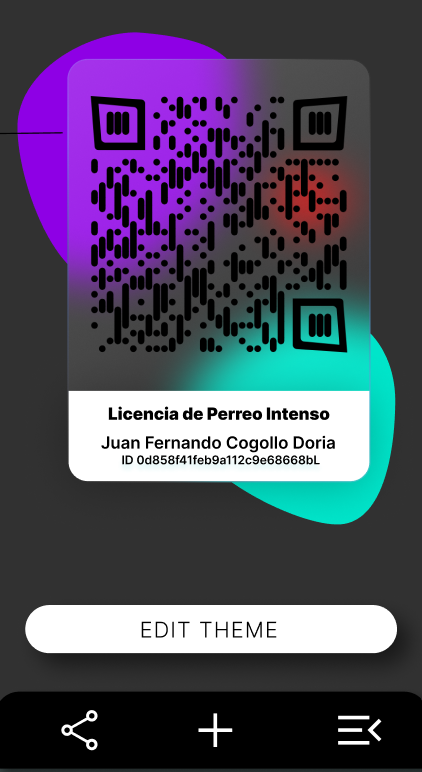 Licencia de Perreo Intenso
Juan Fernando Cogollo Doria
ID 0d858f41feb9a112c9e68668bL
EDIT THEME